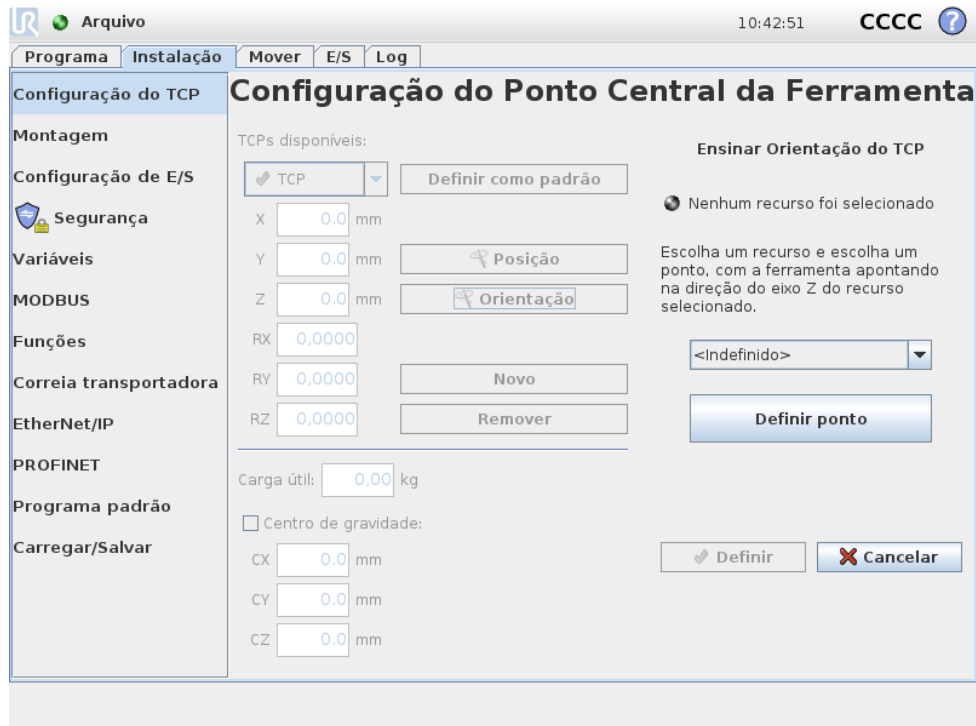 UR Arquivo 10:42:51 CCCC ?
Programa Instalação Mover E/S Log
Configuração do TCP
Montagem
Configuração de E/S
Segurança
Variáveis
MODBUS
Funções
Correia transportadora
EtherNet/IP
PROFINET
Programa padrão
Carregar/Salvar
Configuração do Ponto Central da Ferramenta
TCPs disponíveis:
TCP Definir como padrão
X 0.0 mm
Y 0.0 mm Posição
Z 0.0 mm Orientação
RX 0,0000
RY 0,0000 Novo
RZ 0,0000 Remover
Carga útil: 0,00 kg
Centro de gravidade:
CX 0.0 mm
CY 0.0 mm
CZ 0.0 mm
Ensinar Orientação do TCP
Nenhum recurso foi selecionado
Escolha um recurso e escolha um
ponto, com a ferramenta apontando
na direção do eixo Z do recurso
selecionado.
<Indefinido>
Definir ponto
Definir Cancelar